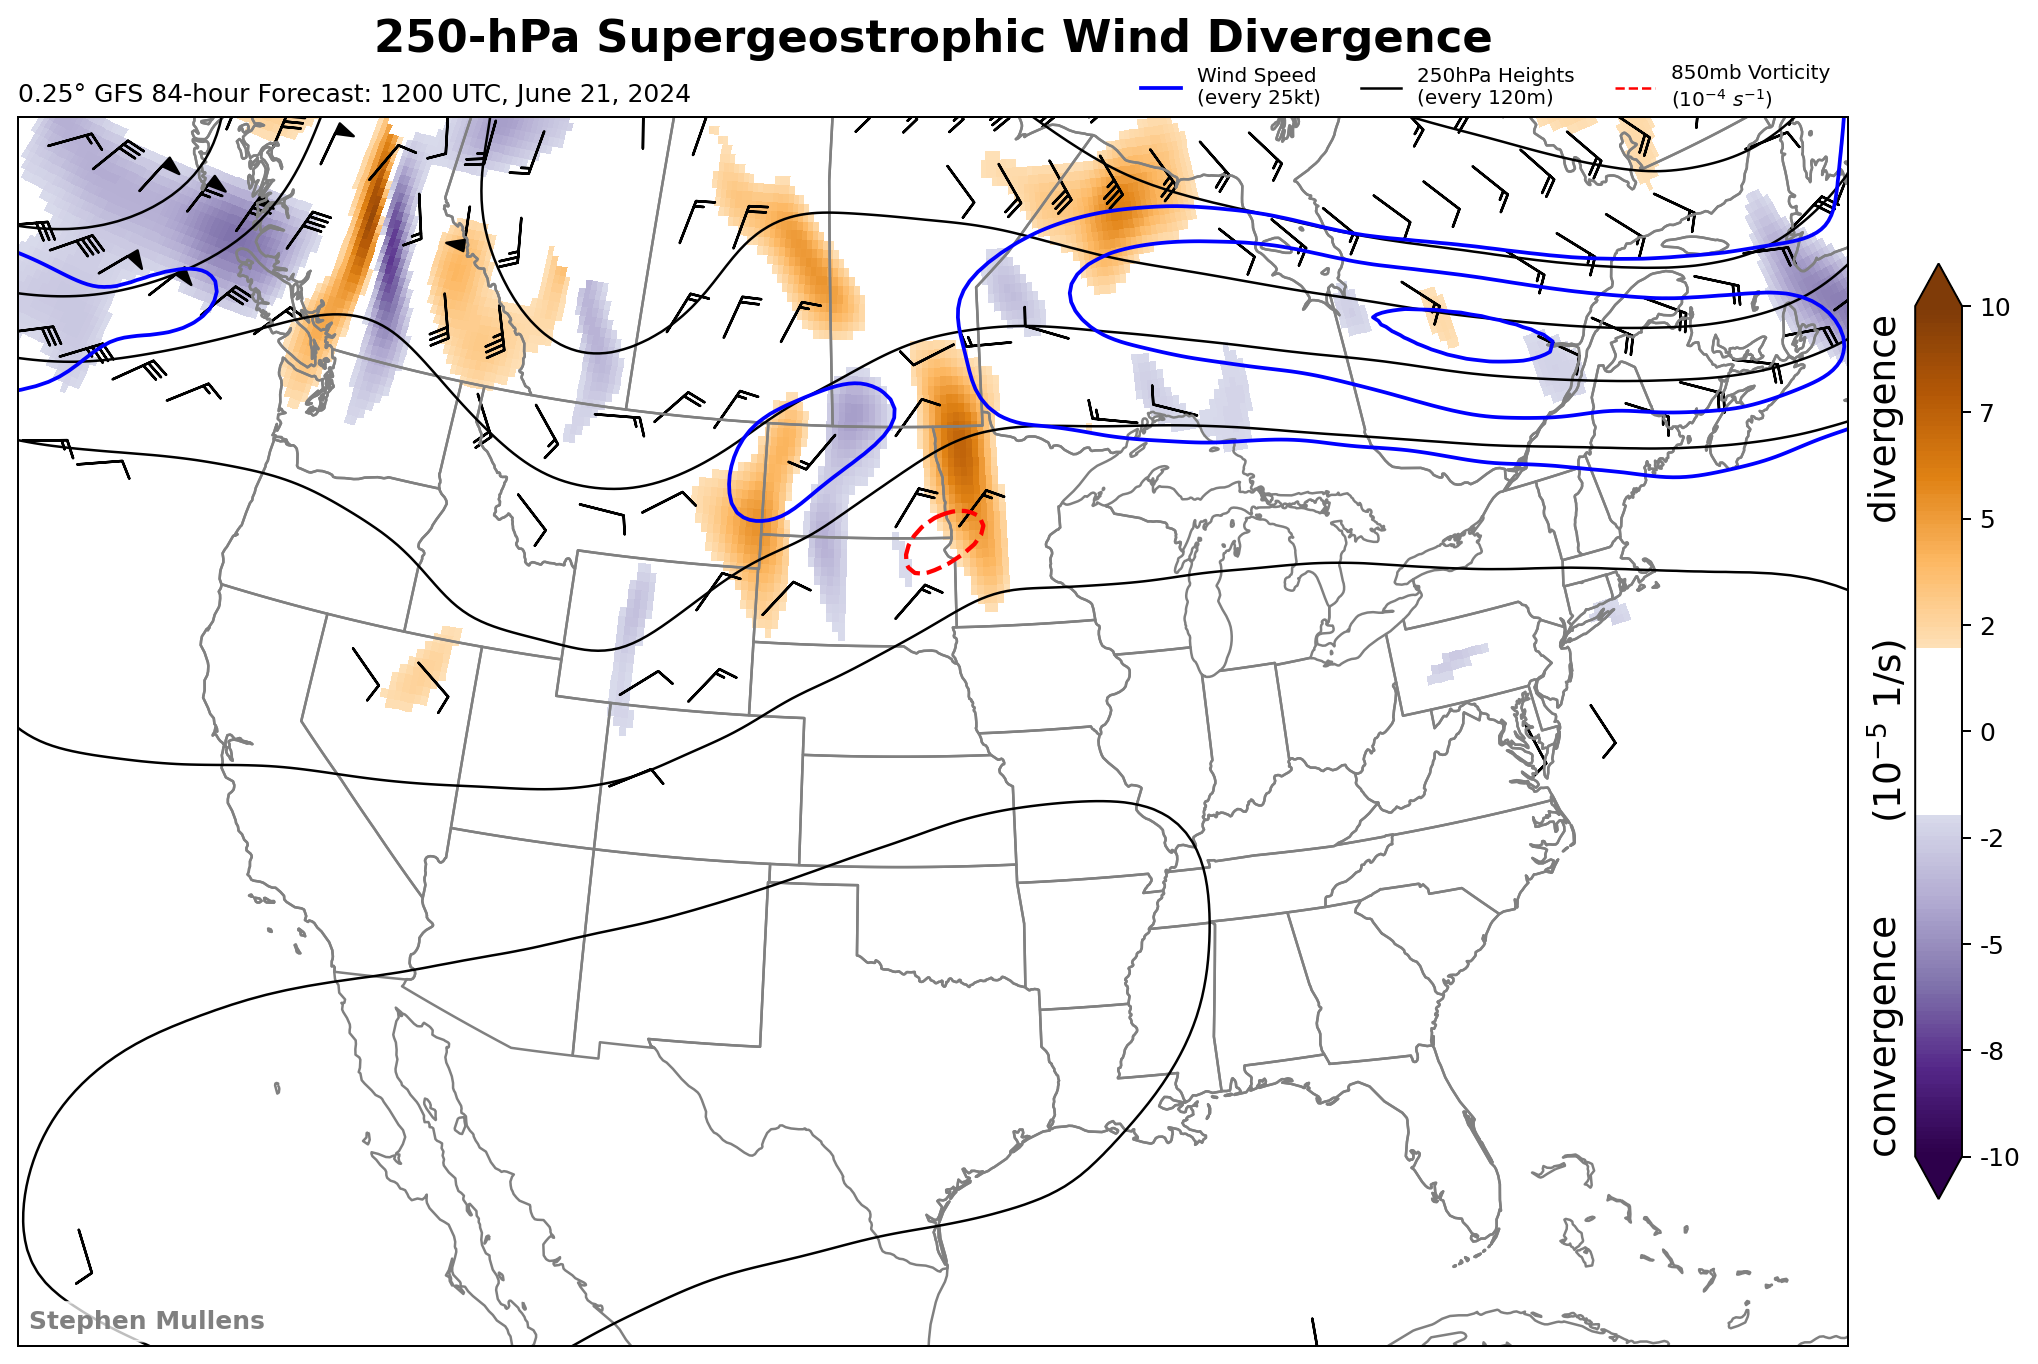 250-hPa Supergeostrophic Wind Divergence
0.25° GFS 84-hour Forecast: 1200 UTC, June 21, 2024
Wind Speed
(every 25kt)
250hPa Heights
(every 120m)
850mb Vorticity
(10⁻⁴ s⁻¹)
10
7
5
2
0
-2
-5
-8
-10
convergence (10⁻⁵ 1/s) divergence
Stephen Mullens